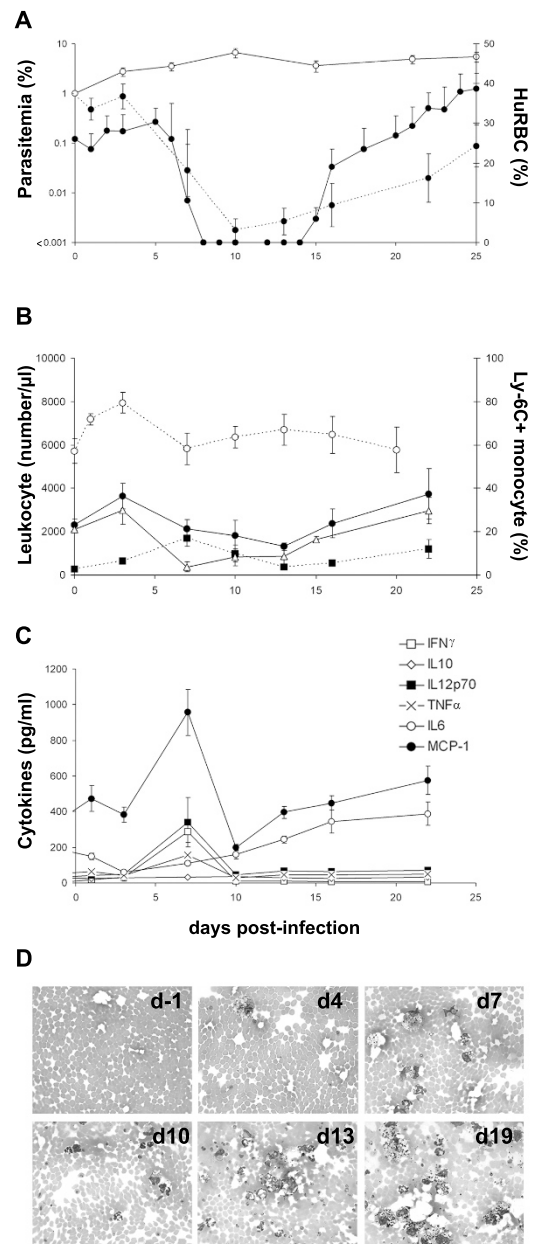 A
Parasitemia (%)
10
1
0.1
0.01
<0.001
50
40
30
20
10
0
HuRBC (%)
0 5 10 15 20 25
B
Leukocyte (number/µl)
10000
8000
6000
4000
2000
0
100
80
60
40
20
0
Ly-6C+ monocyte (%)
0 5 10 15 20 25
C
Cytokines (pg/ml)
1200
1000
800
600
400
200
0
IFNγ
IL10
IL12p70
TNFα
IL6
MCP-1
0 5 10 15 20 25
days post-infection
D
d-1 d4 d7
d10 d13 d19